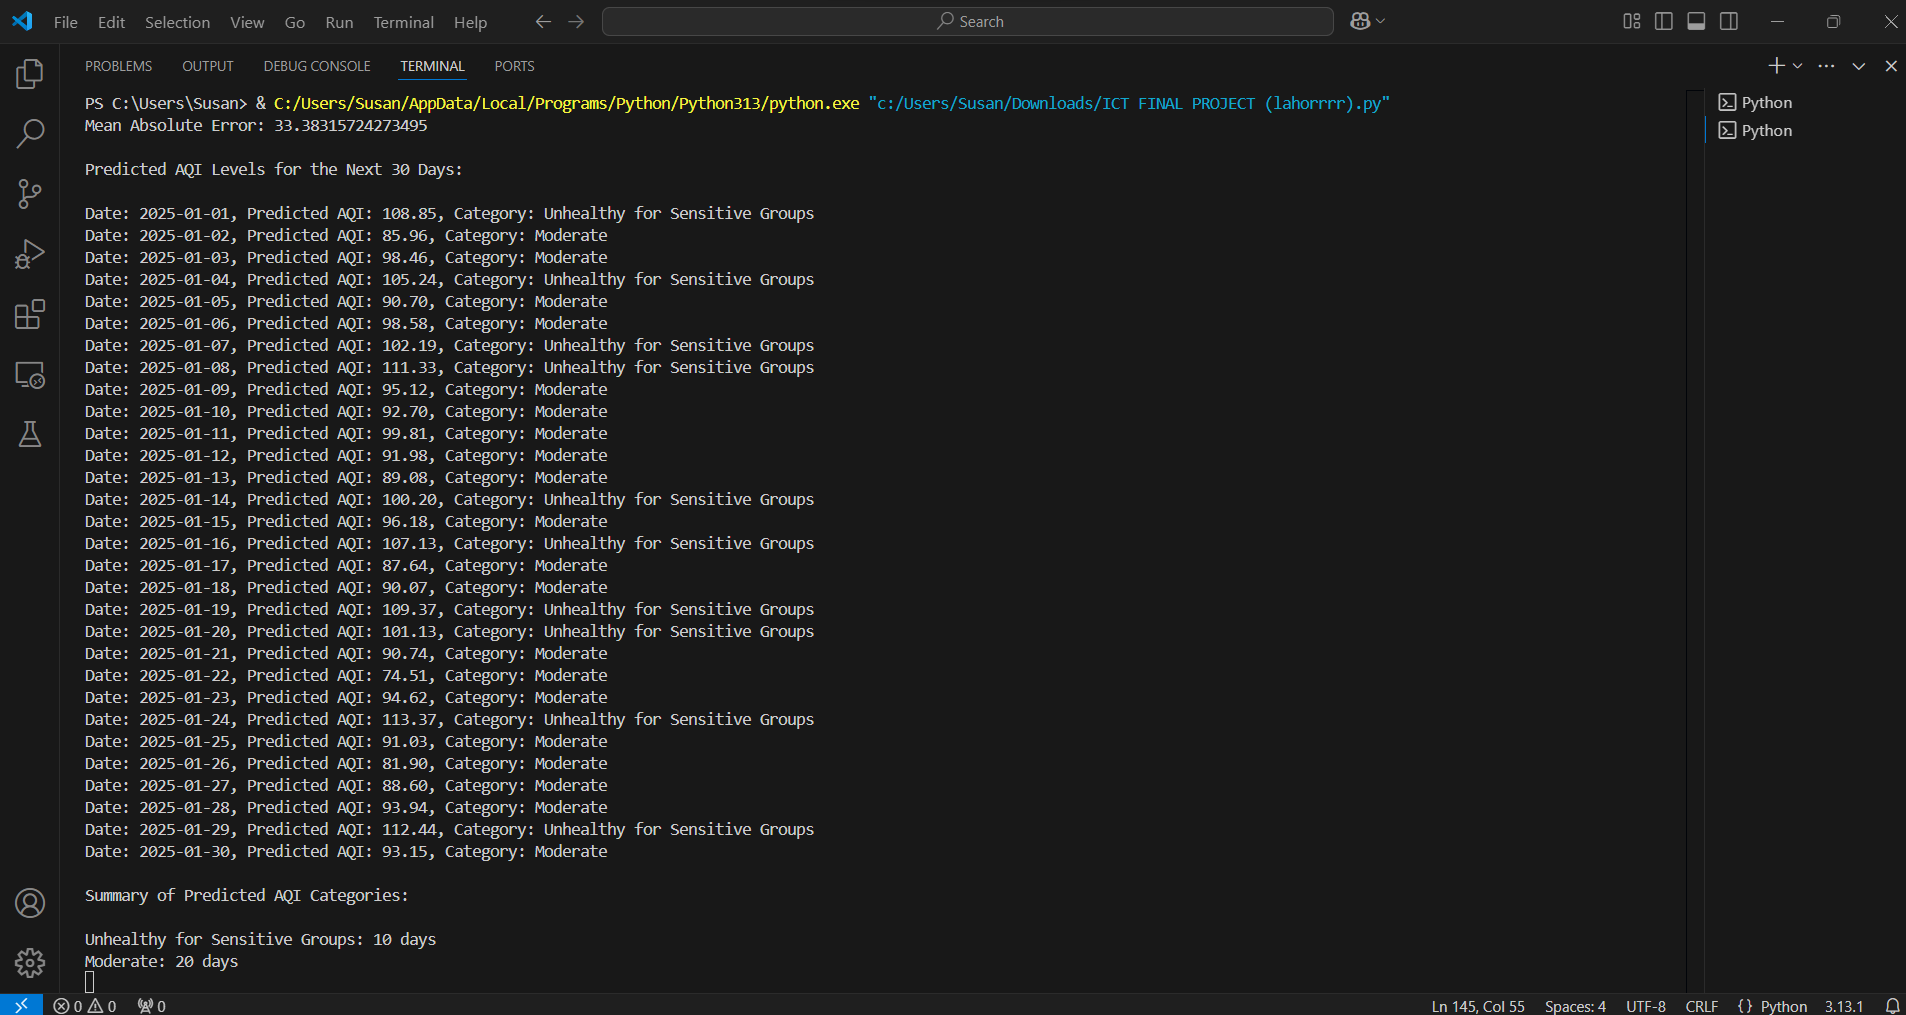 File Edit Selection View Go Run Terminal Help Search
PROBLEMS OUTPUT DEBUG CONSOLE TERMINAL PORTS
PS C:\Users\Susan> & C:/Users/Susan/AppData/Local/Programs/Python/Python313/python.exe "c:/Users/Susan/Downloads/ICT FINAL PROJECT (lahorrrr).py"
Mean Absolute Error: 33.38315724273495
Predicted AQI Levels for the Next 30 Days:
Date: 2025-01-01, Predicted AQI: 108.85, Category: Unhealthy for Sensitive Groups
Date: 2025-01-02, Predicted AQI: 85.96, Category: Moderate
Date: 2025-01-03, Predicted AQI: 98.46, Category: Moderate
Date: 2025-01-04, Predicted AQI: 105.24, Category: Unhealthy for Sensitive Groups
Date: 2025-01-05, Predicted AQI: 90.70, Category: Moderate
Date: 2025-01-06, Predicted AQI: 98.58, Category: Moderate
Date: 2025-01-07, Predicted AQI: 102.19, Category: Unhealthy for Sensitive Groups
Date: 2025-01-08, Predicted AQI: 111.33, Category: Unhealthy for Sensitive Groups
Date: 2025-01-09, Predicted AQI: 95.12, Category: Moderate
Date: 2025-01-10, Predicted AQI: 92.70, Category: Moderate
Date: 2025-01-11, Predicted AQI: 99.81, Category: Moderate
Date: 2025-01-12, Predicted AQI: 91.98, Category: Moderate
Date: 2025-01-13, Predicted AQI: 89.08, Category: Moderate
Date: 2025-01-14, Predicted AQI: 100.20, Category: Unhealthy for Sensitive Groups
Date: 2025-01-15, Predicted AQI: 96.18, Category: Moderate
Date: 2025-01-16, Predicted AQI: 107.13, Category: Unhealthy for Sensitive Groups
Date: 2025-01-17, Predicted AQI: 87.64, Category: Moderate
Date: 2025-01-18, Predicted AQI: 90.07, Category: Moderate
Date: 2025-01-19, Predicted AQI: 109.37, Category: Unhealthy for Sensitive Groups
Date: 2025-01-20, Predicted AQI: 101.13, Category: Unhealthy for Sensitive Groups
Date: 2025-01-21, Predicted AQI: 90.74, Category: Moderate
Date: 2025-01-22, Predicted AQI: 74.51, Category: Moderate
Date: 2025-01-23, Predicted AQI: 94.62, Category: Moderate
Date: 2025-01-24, Predicted AQI: 113.37, Category: Unhealthy for Sensitive Groups
Date: 2025-01-25, Predicted AQI: 91.03, Category: Moderate
Date: 2025-01-26, Predicted AQI: 81.90, Category: Moderate
Date: 2025-01-27, Predicted AQI: 88.60, Category: Moderate
Date: 2025-01-28, Predicted AQI: 93.94, Category: Moderate
Date: 2025-01-29, Predicted AQI: 112.44, Category: Unhealthy for Sensitive Groups
Date: 2025-01-30, Predicted AQI: 93.15, Category: Moderate
Summary of Predicted AQI Categories:
Unhealthy for Sensitive Groups: 10 days
Moderate: 20 days
Python
Python
0 0 0 Ln 145, Col 55 Spaces: 4 UTF-8 CRLF {} Python 3.13.1